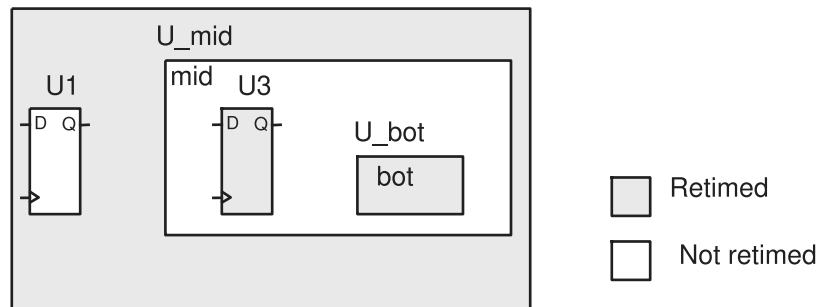 U_mid
mid
U1
U3
D Q
D Q
U_bot
bot
Retimed
Not retimed